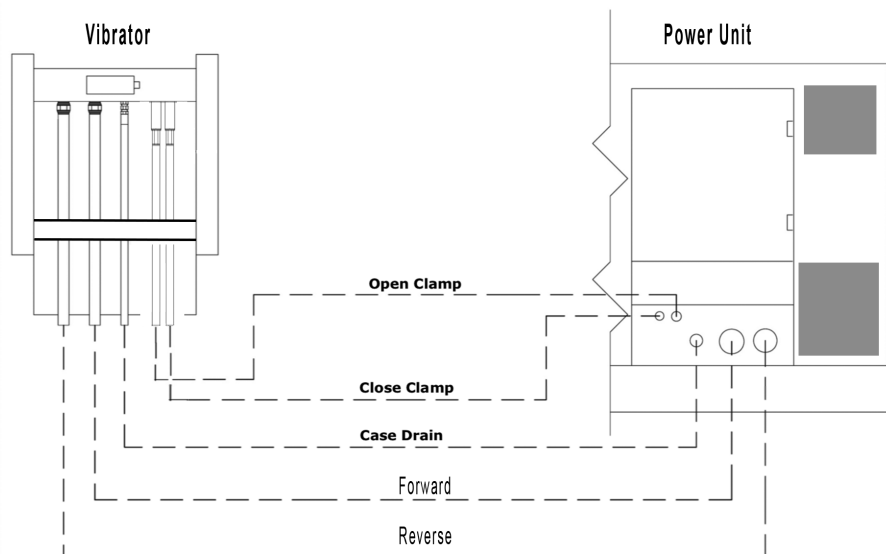 Vibrator
Power Unit
Open Clamp
Close Clamp
Case Drain
Forward
Reverse